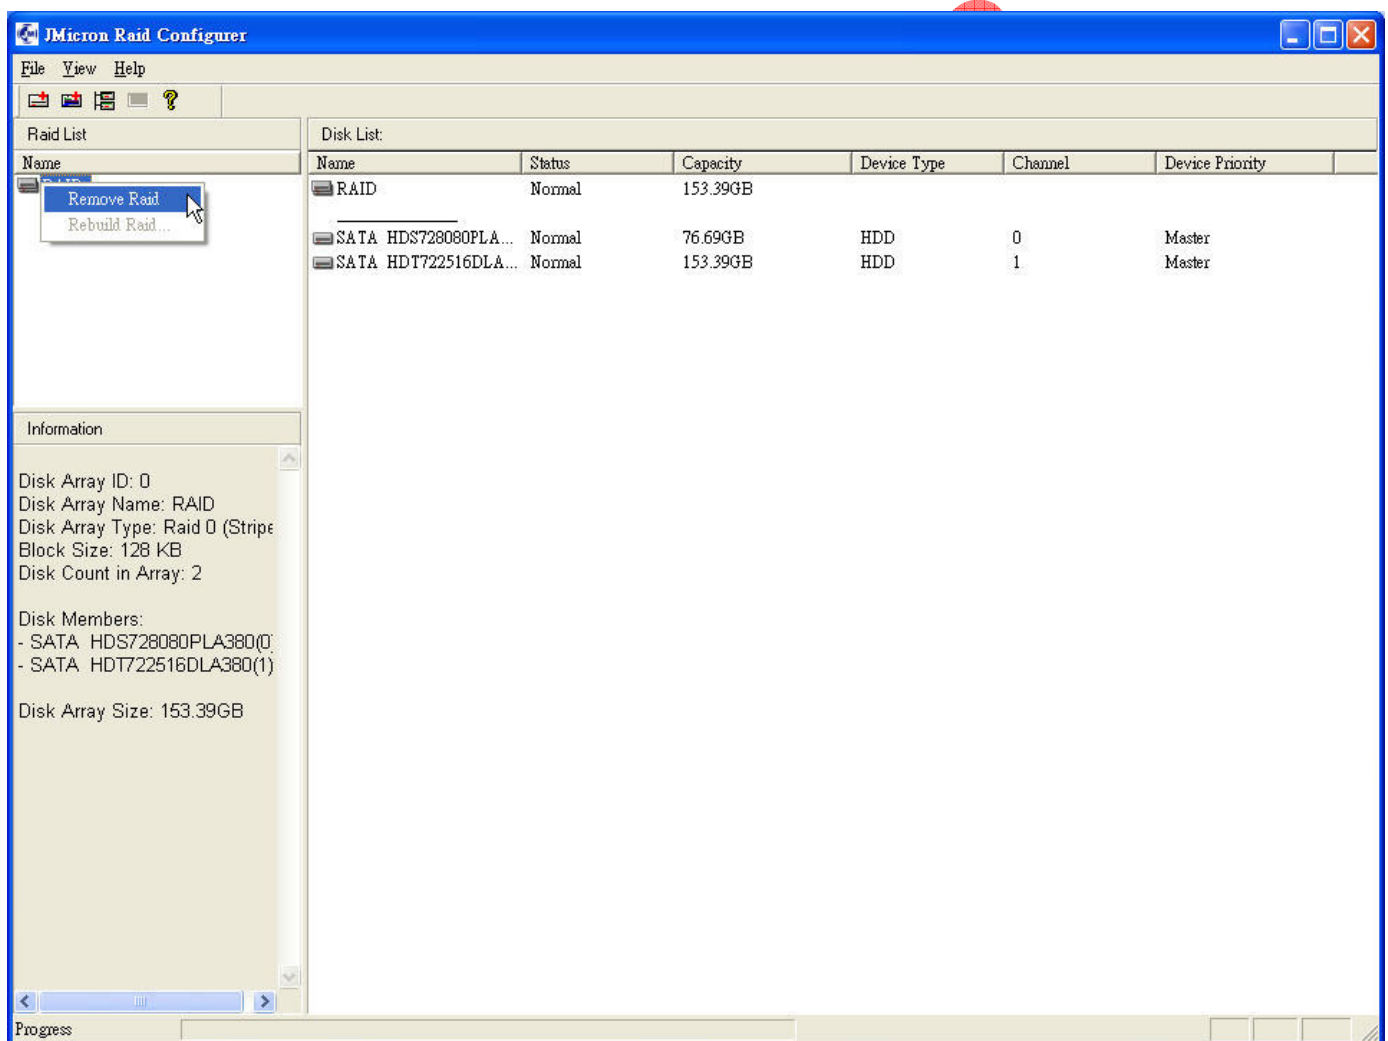 JMicron Raid Configurer
File View Help
Raid List
Disk List:
Name
Name Status Capacity Device Type Channel Device Priority
Remove Raid
Rebuild Raid...
RAID Normal 153.39GB
SATA HDS728080PLA... Normal 76.69GB HDD 0 Master
SATA HDT722516DLA... Normal 153.39GB HDD 1 Master
Information
Disk Array ID: 0
Disk Array Name: RAID
Disk Array Type: Raid 0 (Stripe
Block Size: 128 KB
Disk Count in Array: 2
Disk Members:
- SATA HDS728080PLA380(0)
- SATA HDT722516DLA380(1)
Disk Array Size: 153.39GB
Progress